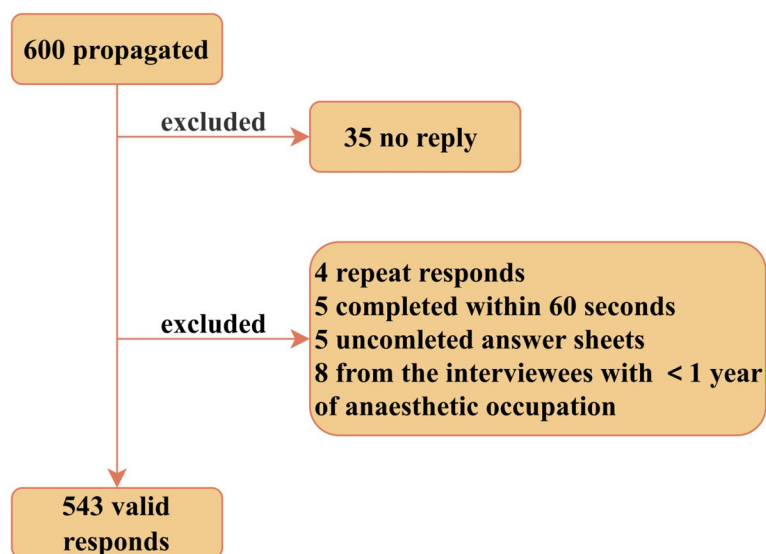 600 propagated
excluded
35 no reply
4 repeat responds
5 completed within 60 seconds
5 uncomleted answer sheets
8 from the interviewees with < 1 year
of anaesthetic occupation
excluded
543 valid
responds